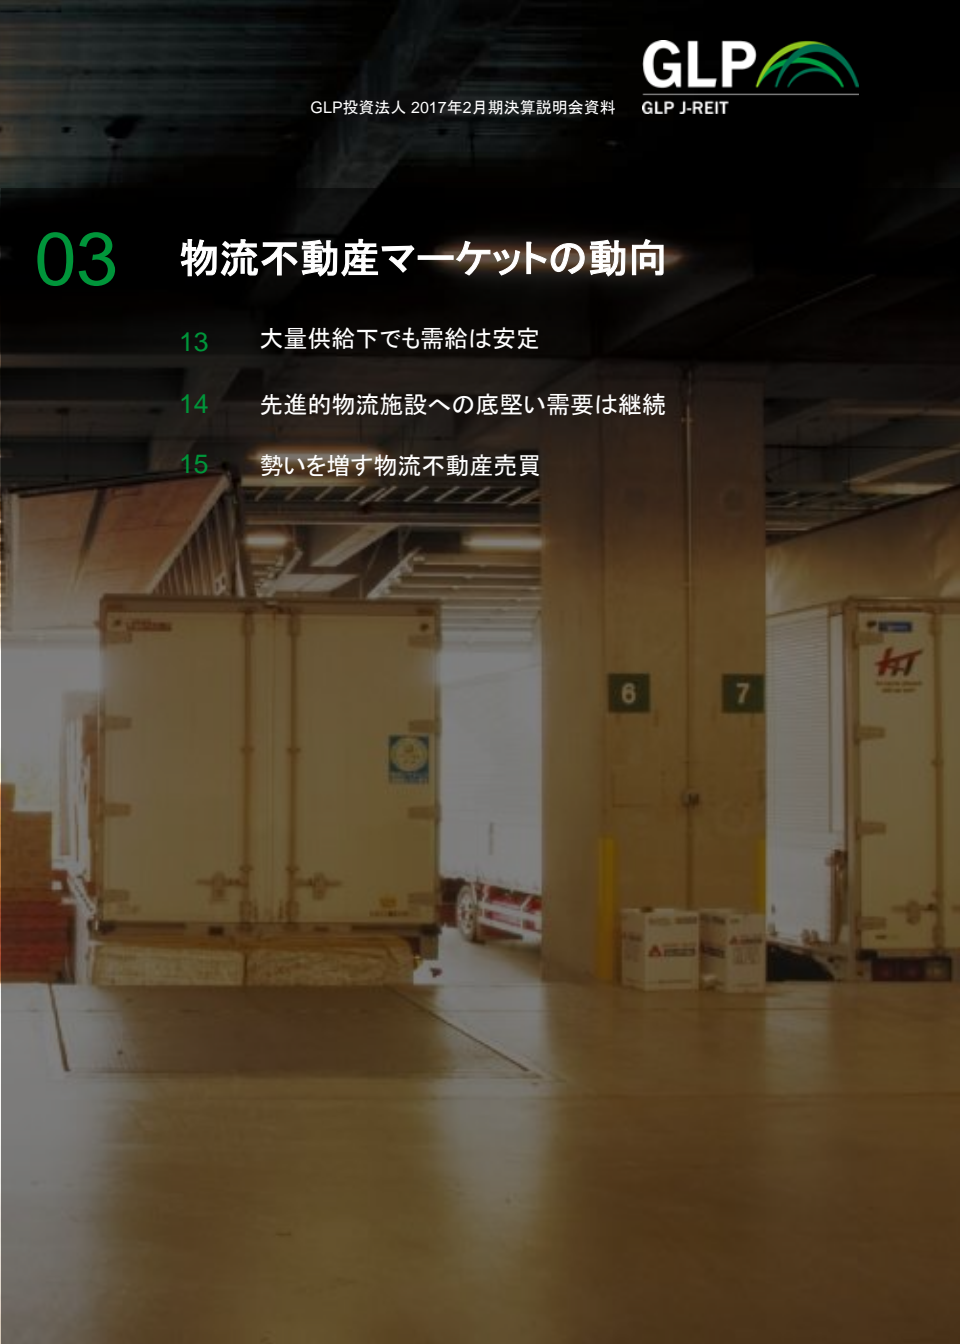 GLP
GLP J-REIT
GLP投資法人 2017年2月期決算説明会資料
03 物流不動産マーケットの動向
13 大量供給下でも需給は安定
14 先進的物流施設への底堅い需要は継続
15 勢いを増す物流不動産売買
6 7